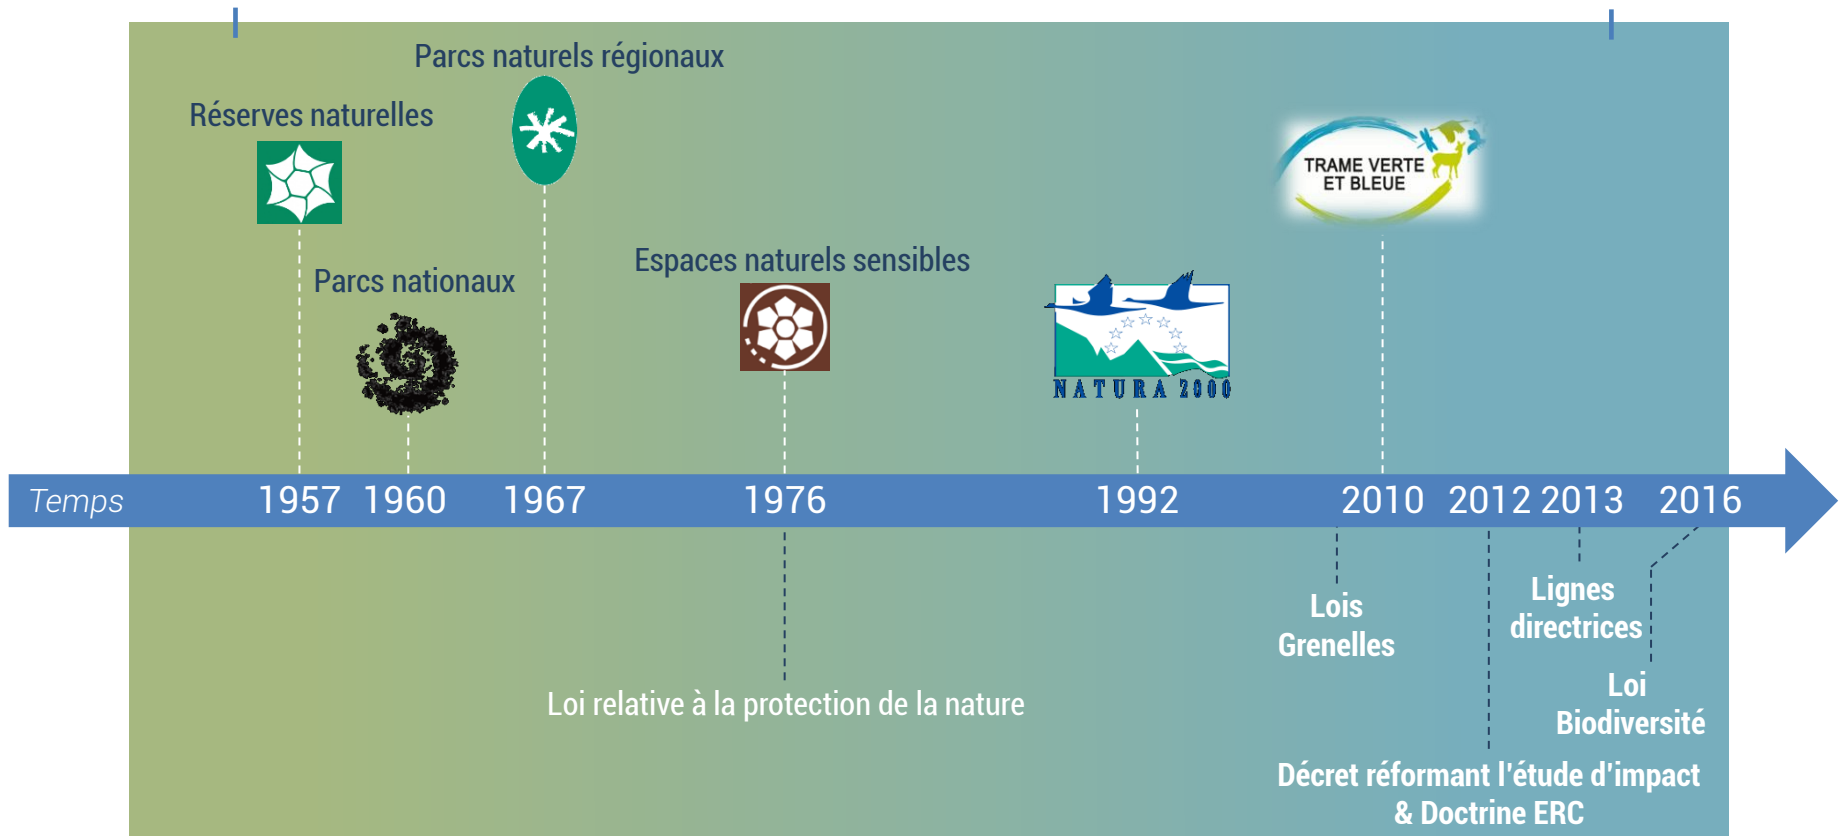 Parcs naturels régionaux
Réserves naturelles
TRAME VERTE
ET BLEUE
Espaces naturels sensibles
Parcs nationaux
NATURA 2000
Temps 1957 1960 1967 1976 1992 2010 2012 2013 2016
Lois
Grenelles
Lignes
directrices
Loi relative à la protection de la nature
Loi
Biodiversité
Décret réformant l'étude d'impact
& Doctrine ERC